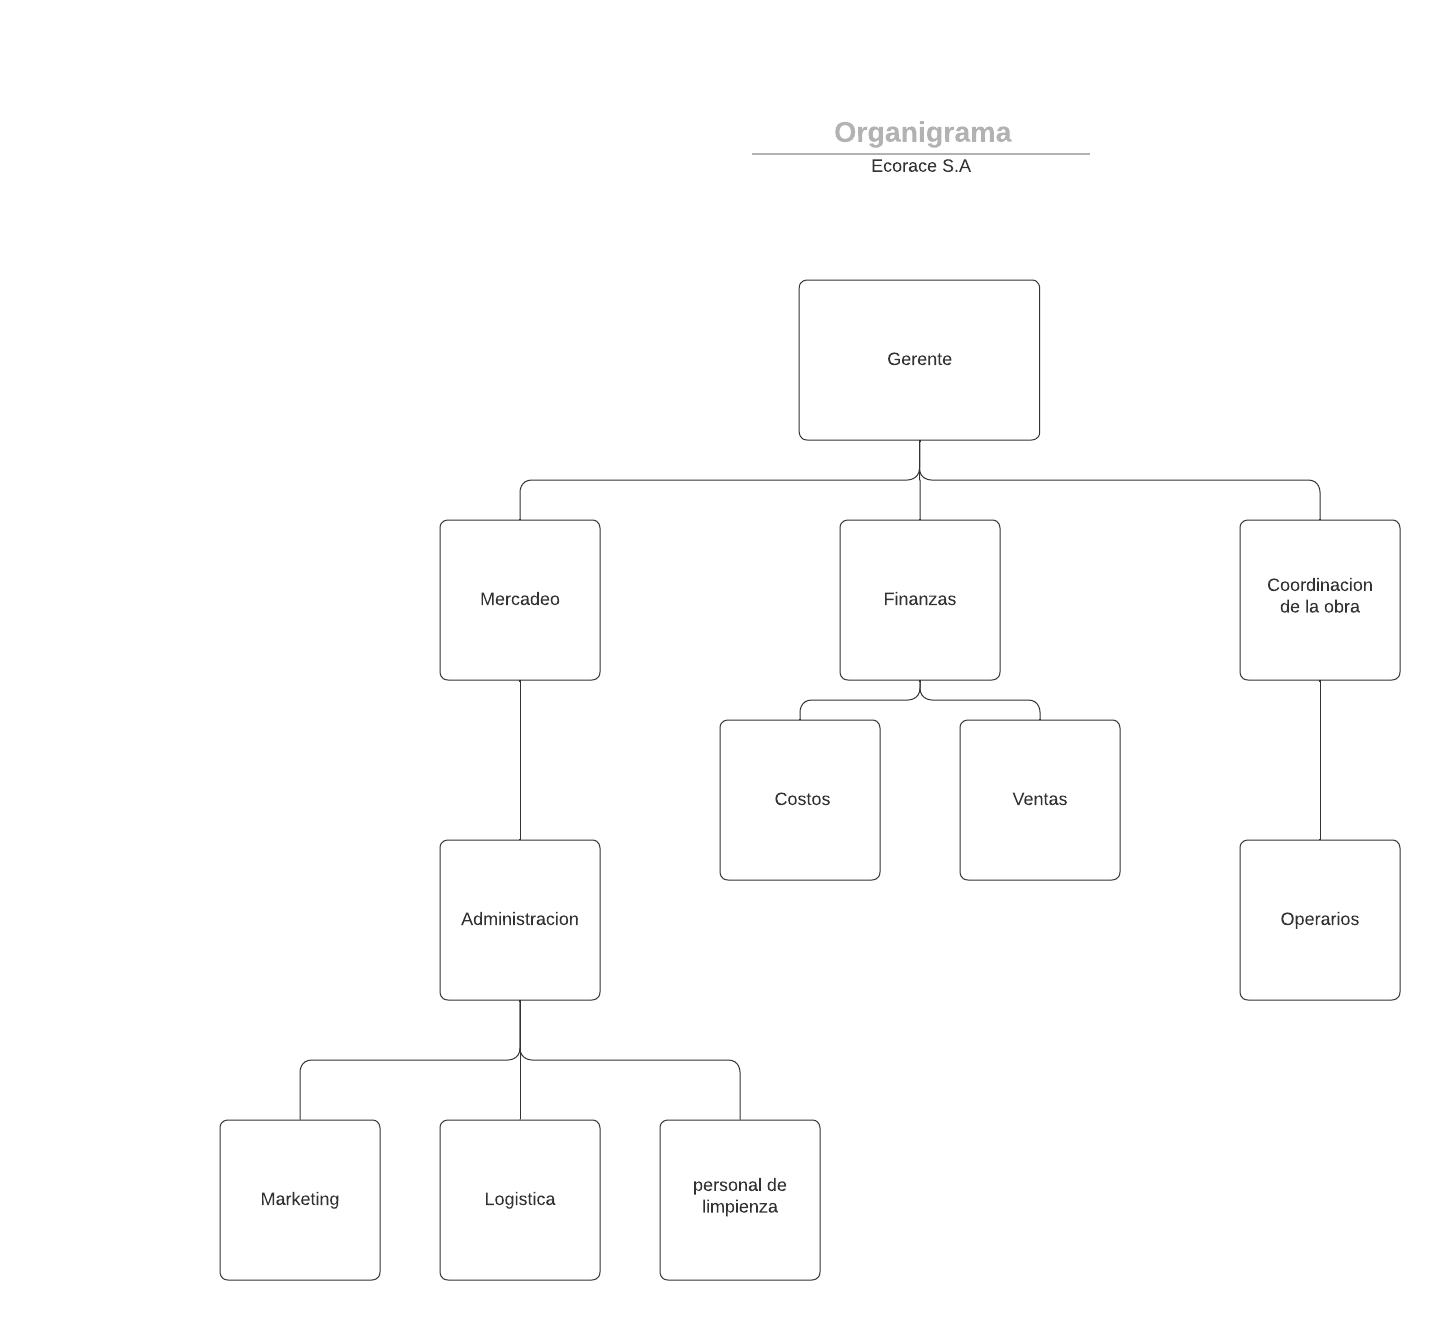 Organigrama
Ecorace S.A
Gerente
Mercadeo
Finanzas
Coordinacion
de la obra
Costos
Ventas
Administracion
Operarios
Marketing
Logistica
personal de
limpienza